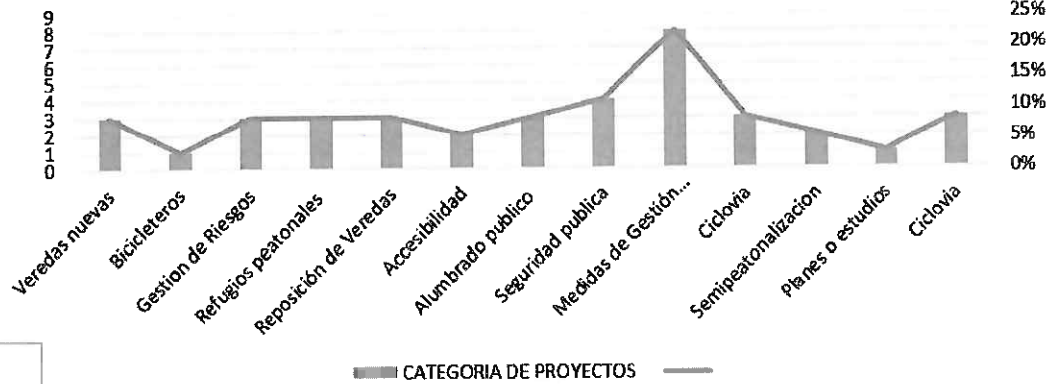 9
8
7
6
5
4
3
2
1
0
25%
20%
15%
10%
5%
0%
Veredas nuevas
Bicicleteros
Gestion de Riesgos
Refugios peatonales
Reposición de Veredas
Accesibilidad
Alumbrado publico
Seguridad publica
Medidas de Gestión...
Ciclovia
Semipeatonalizacion
Planes o estudios
Ciclovia
CATEGORIA DE PROYECTOS